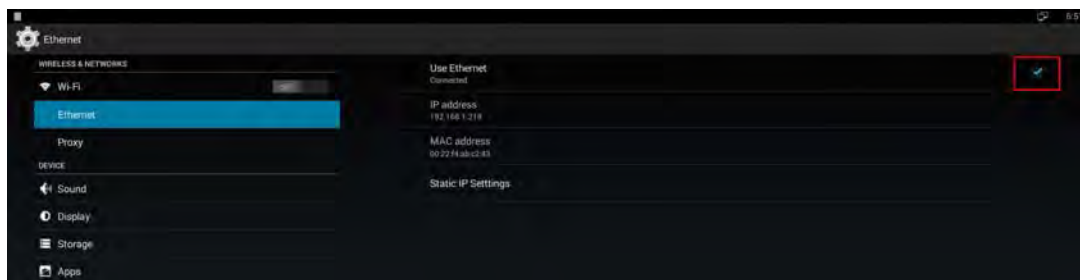 Ethernet
WIRELESS & NETWORKS
Wi-Fi
Ethernet
Proxy
DEVICE
Sound
Display
Storage
Apps
Use Ethernet
Connected
IP address
MAC address
Static IP Setttings